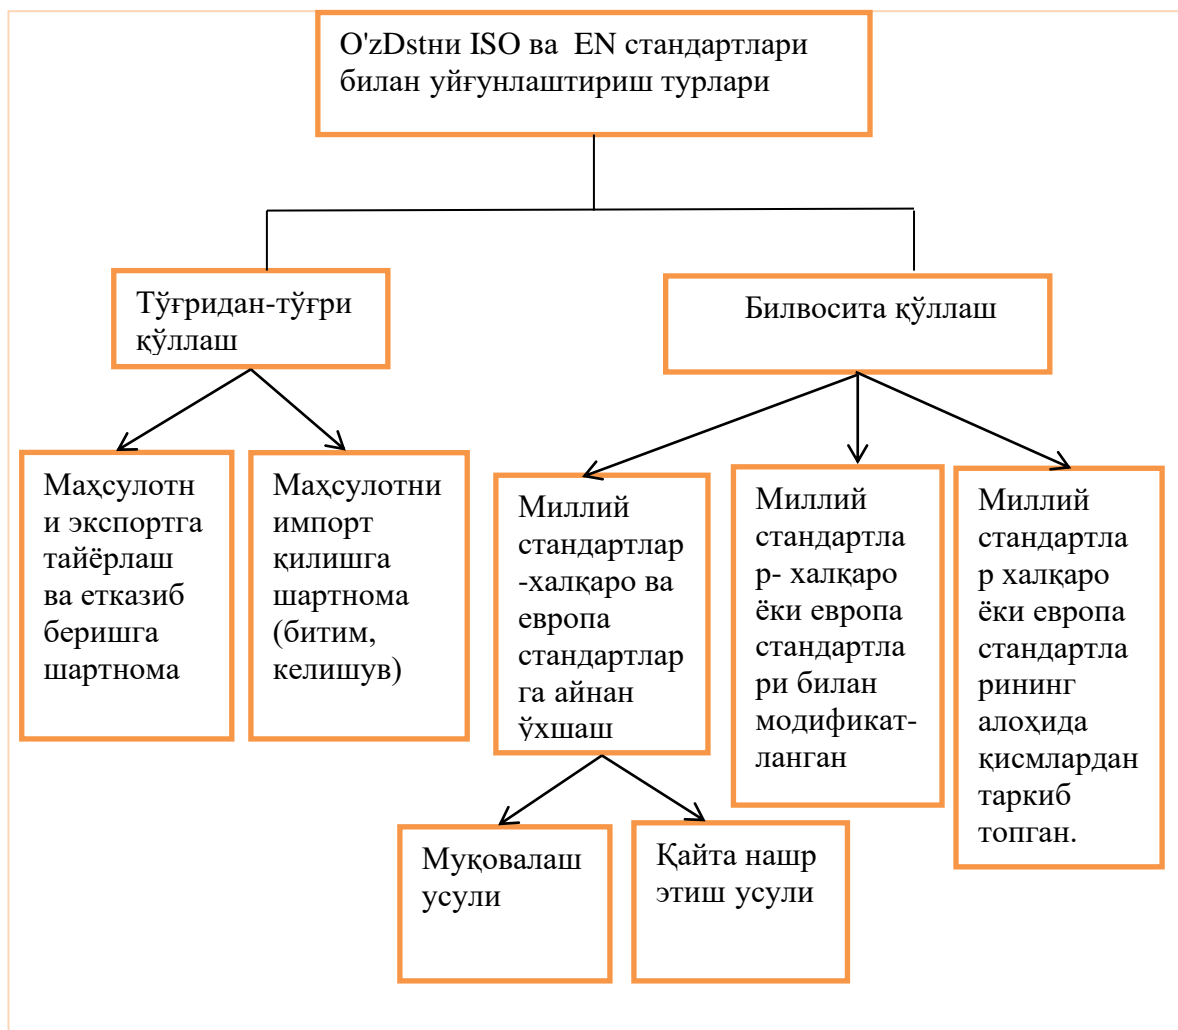 O'zDstни ISO ва EN стандартлари
билан уйғунлаштириш турлари
Тўғридан-тўғри
қўллаш
Билвосита қўллаш
Маҳсулотн
и экспортга
тайёрлаш
ва етказиб
беришга
шартнома
Маҳсулотни
импорт
қилишга
шартнома
(битим,
келишув)
Миллий
стандартлар
-халқаро ва
европа
стандартлар
га айнан
ўхшаш
Миллий
стандартла
р- халқаро
ёки европа
стандартла
ри билан
модификат-
ланган
Миллий
стандартла
р халқаро
ёки европа
стандартла
рининг
алоҳида
қисмлардан
таркиб
топган.
Муқовалаш
усули
Қайта нашр
этиш усули